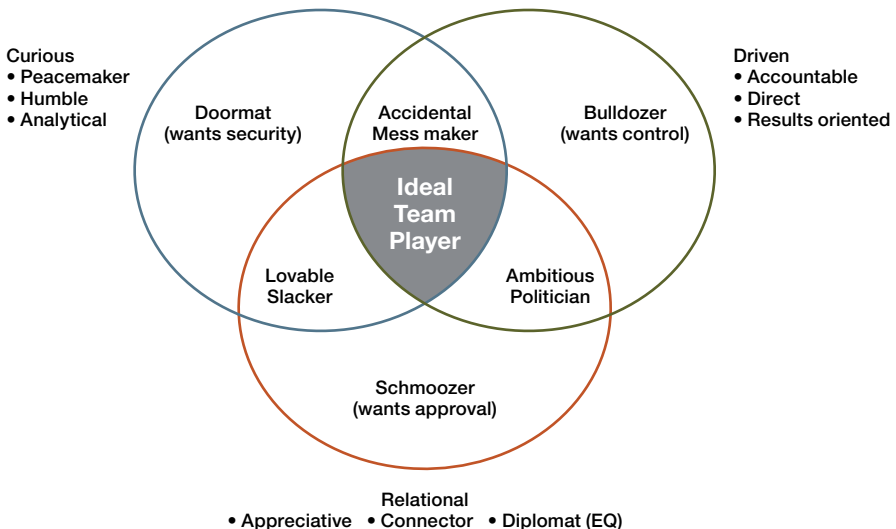 Curious
• Peacemaker
• Humble
• Analytical
Driven
• Accountable
• Direct
• Results oriented
Doormat
(wants security)
Accidental
Mess maker
Bulldozer
(wants control)
Ideal
Team
Player
Lovable
Slacker
Ambitious
Politician
Schmoozer
(wants approval)
Relational
• Appreciative • Connector • Diplomat (EQ)